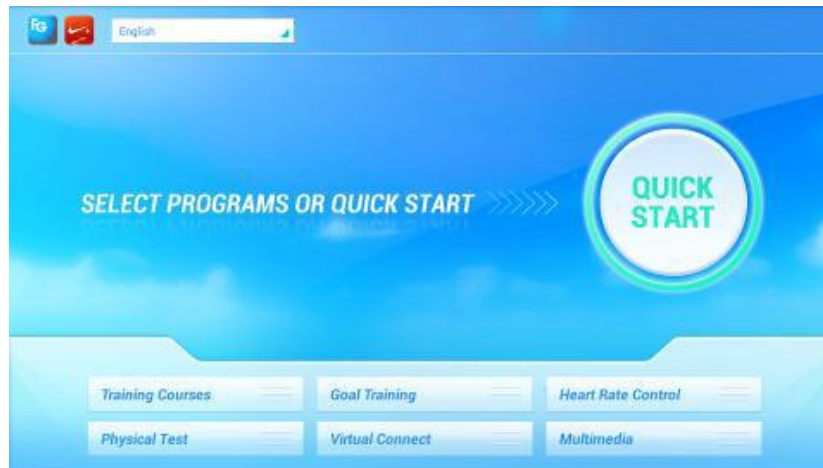 FG
English
SELECT PROGRAMS OR QUICK START
QUICK
START
Training Courses
Goal Training
Heart Rate Control
Physical Test
Virtual Connect
Multimedia